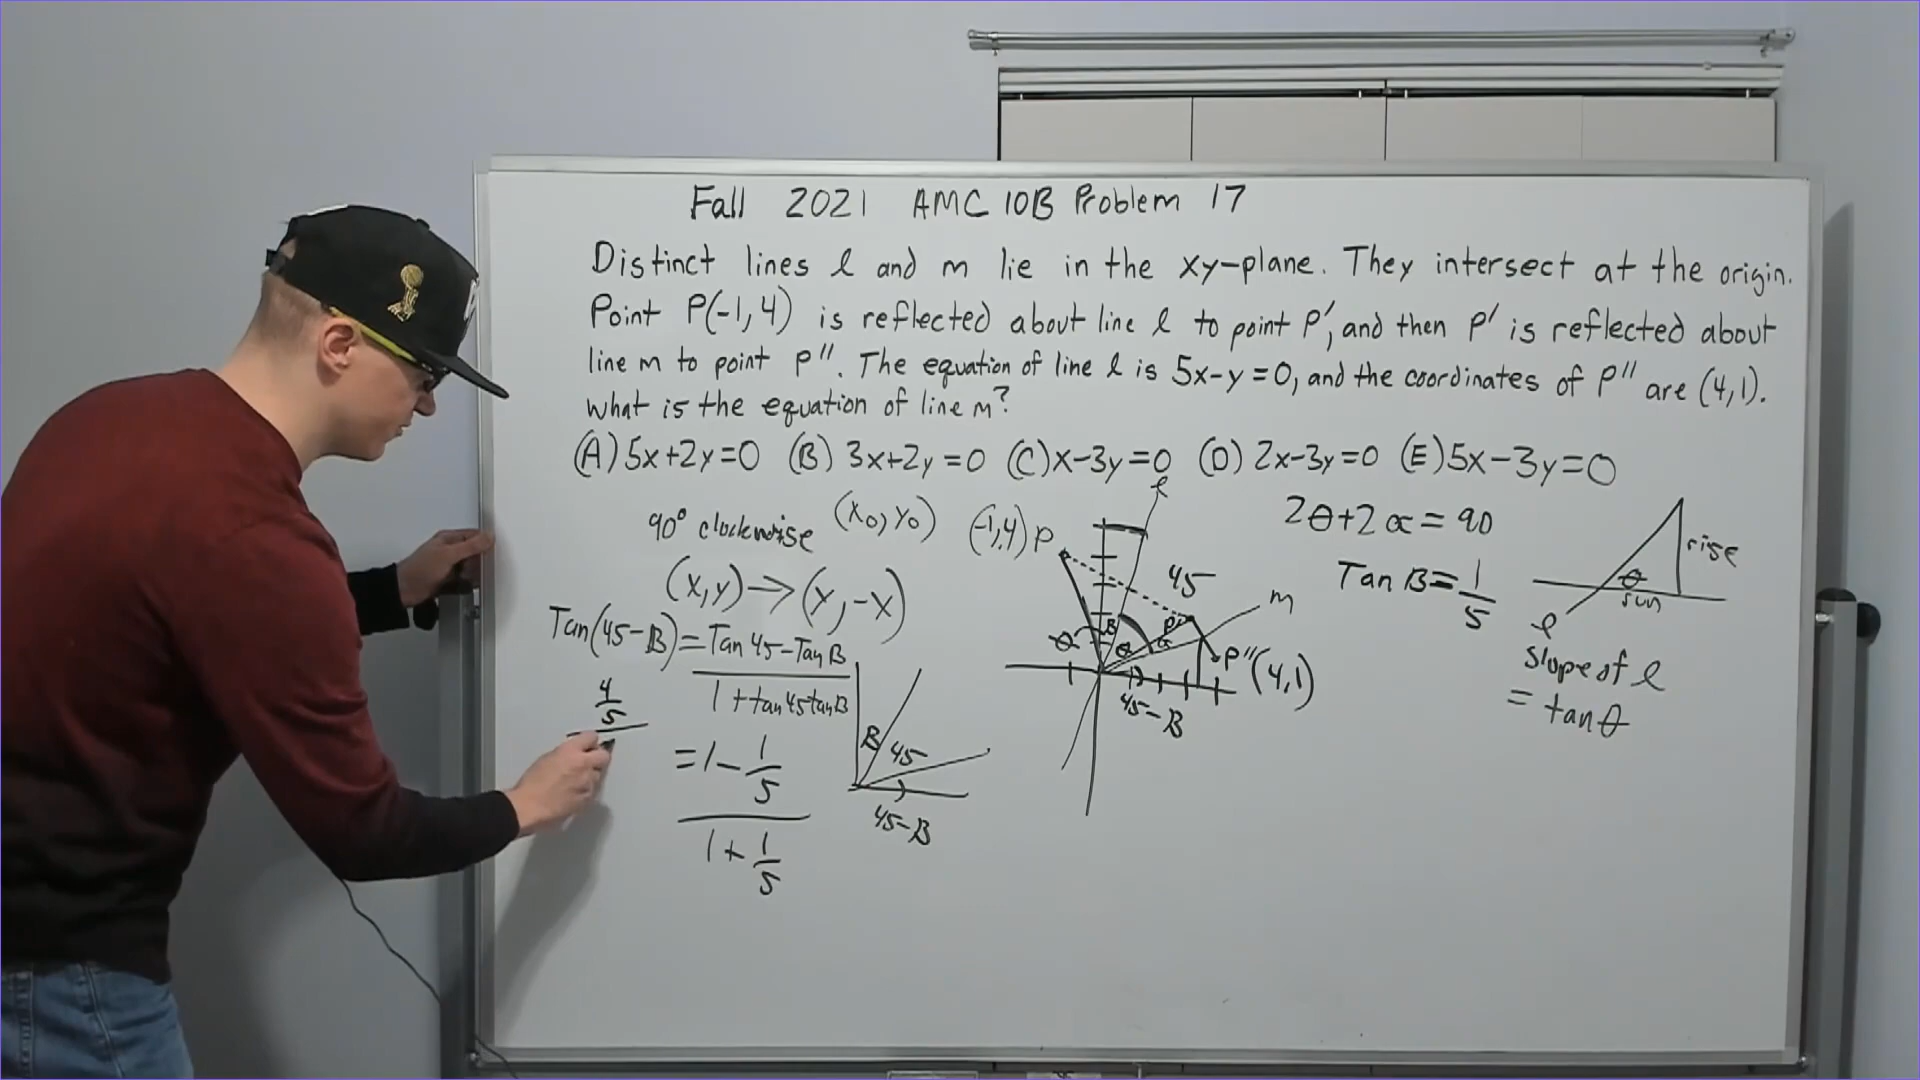 Fall 2021 AMC 10B Problem 17
Distinct lines l and m lie in the xy-plane. They intersect at the origin.
Point P(-1,4) is reflected about line l to point P', and then P' is reflected about
line m to point P''. The equation of line l is 5x-y=0, and the coordinates of P'' are (4,1).
what is the equation of line m?
(A) 5x+2y=0 (B) 3x+2y=0 (C) x-3y=0 (D) 2x-3y=0 (E) 5x-3y=0
90° clockwise (x₀, y₀)
(x,y)→(y,-x)
Tan(45-B)=Tan 45-Tan B
1+tan45tanB
4
5
=1-1
5
1+1
5
B 45
45-B
l
(-1,4) P
45
m
θ B θ α α P'
P'' (4,1)
45-B
2θ+2α=90
Tan B=1
5
rise
θ
run
l
Slope of l
= tanθ